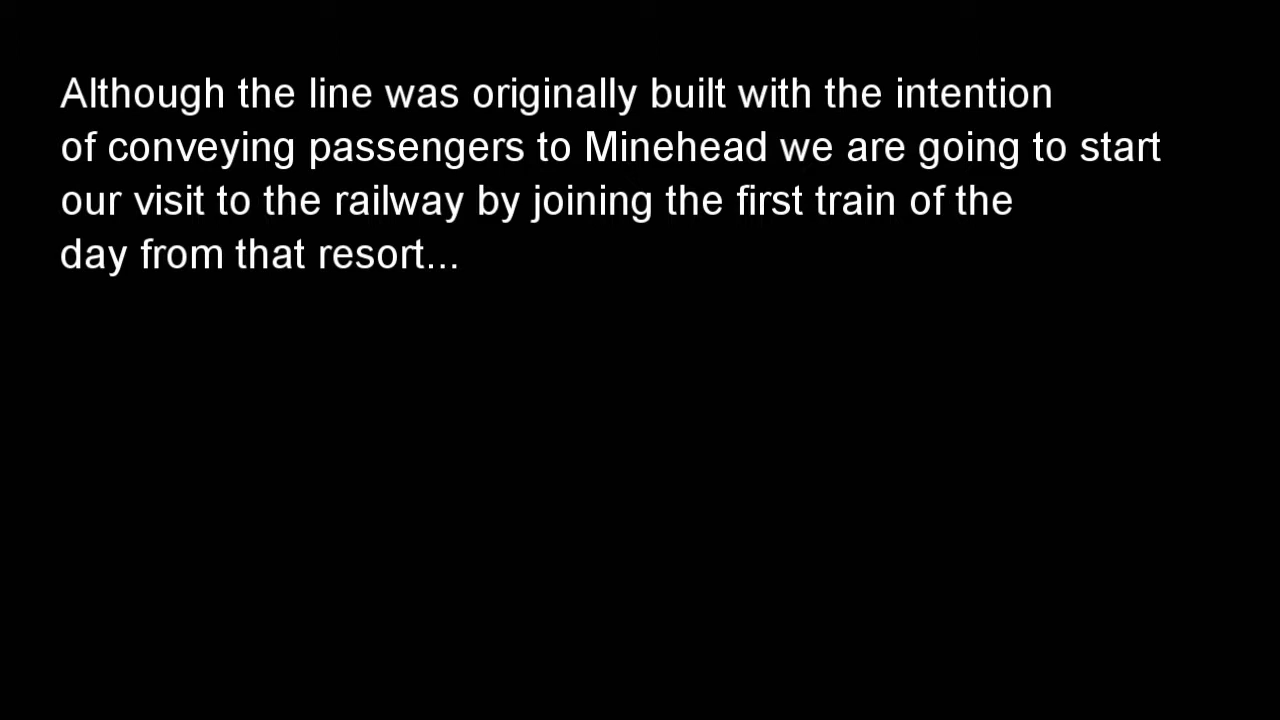 Although the line was originally built with the intention
of conveying passengers to Minehead we are going to start
our visit to the railway by joining the first train of the
day from that resort...